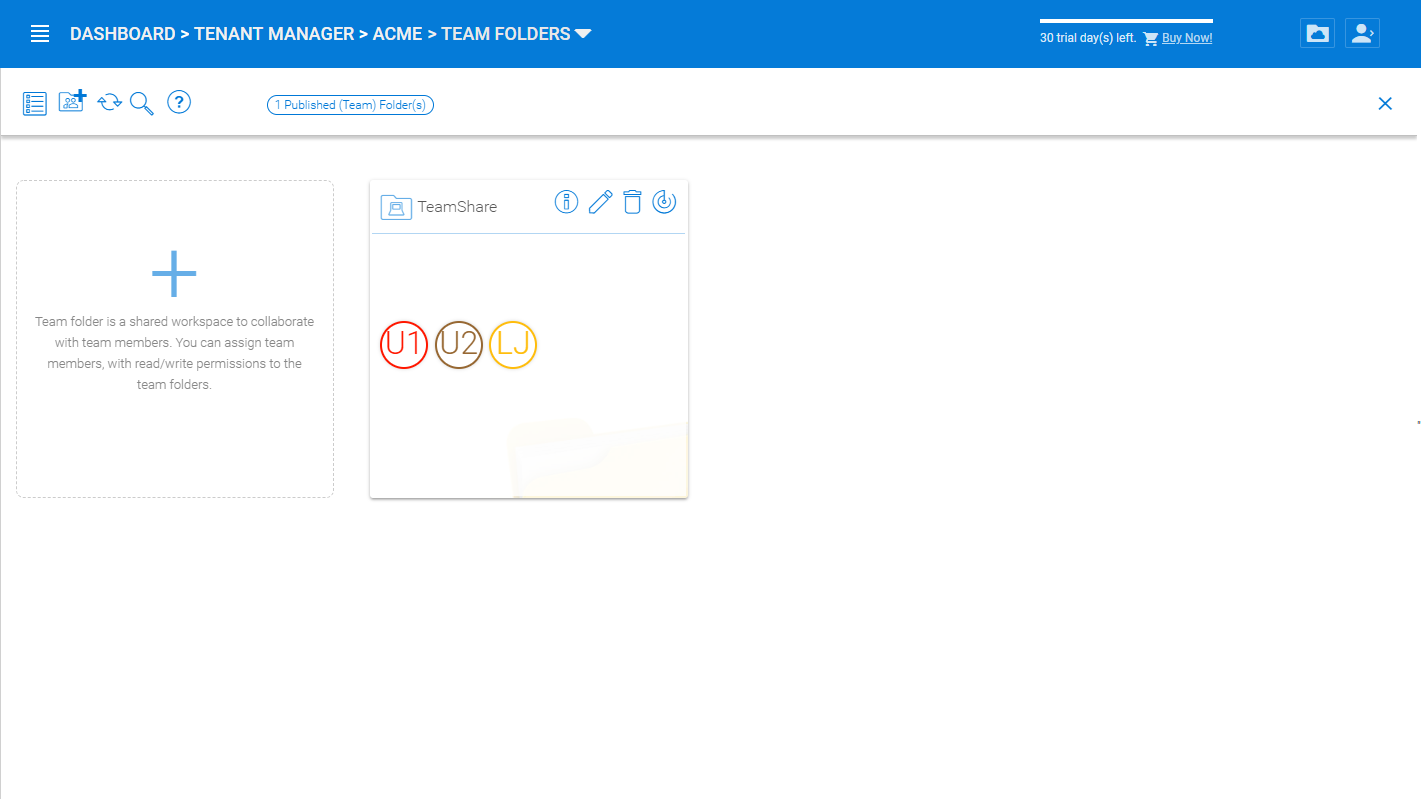 DASHBOARD > TENANT MANAGER > ACME > TEAM FOLDERS
30 trial day(s) left. Buy Now!
?
1 Published (Team) Folder(s)
TeamShare
Team folder is a shared workspace to collaborate
with team members. You can assign team
members, with read/write permissions to the
team folders.
U1 U2 LJ